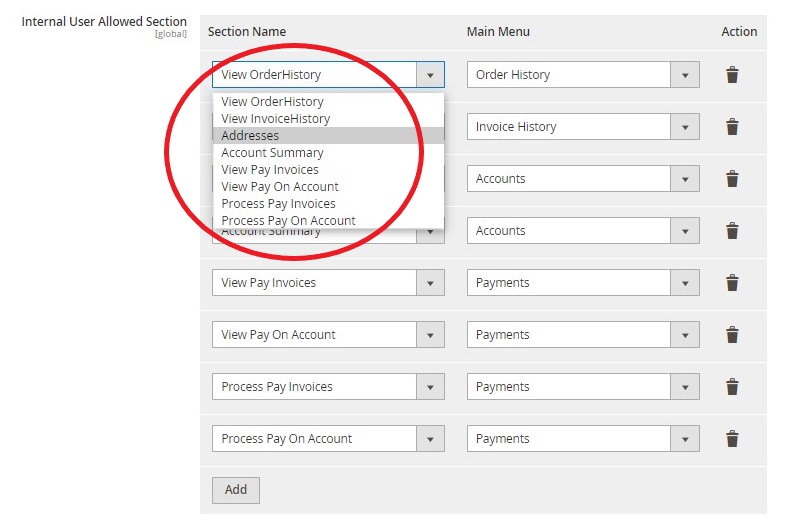 Internal User Allowed Section
[global]
Section Name Main Menu Action
View OrderHistory Order History
View OrderHistory
View InvoiceHistory
Addresses
Account Summary
View Pay Invoices
View Pay On Account
Process Pay Invoices
Process Pay On Account
Invoice History
Accounts
Account Summary Accounts
View Pay Invoices Payments
View Pay On Account Payments
Process Pay Invoices Payments
Process Pay On Account Payments
Add